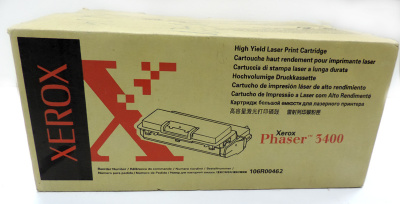 XEROX
High Yield Laser Print Cartridge
Cartouche haut rendement pour imprimante laser
Cartuccia di stampa laser a lunga durata
Hochvolumige Druckkassette
Cartucho de impresión láser de alto rendimiento
Cartucho de Impressão a Laser com Alto Rendimento
Картридж большой емкости для лазерного принтера
Xerox
Phaser™ 5400
106R00462